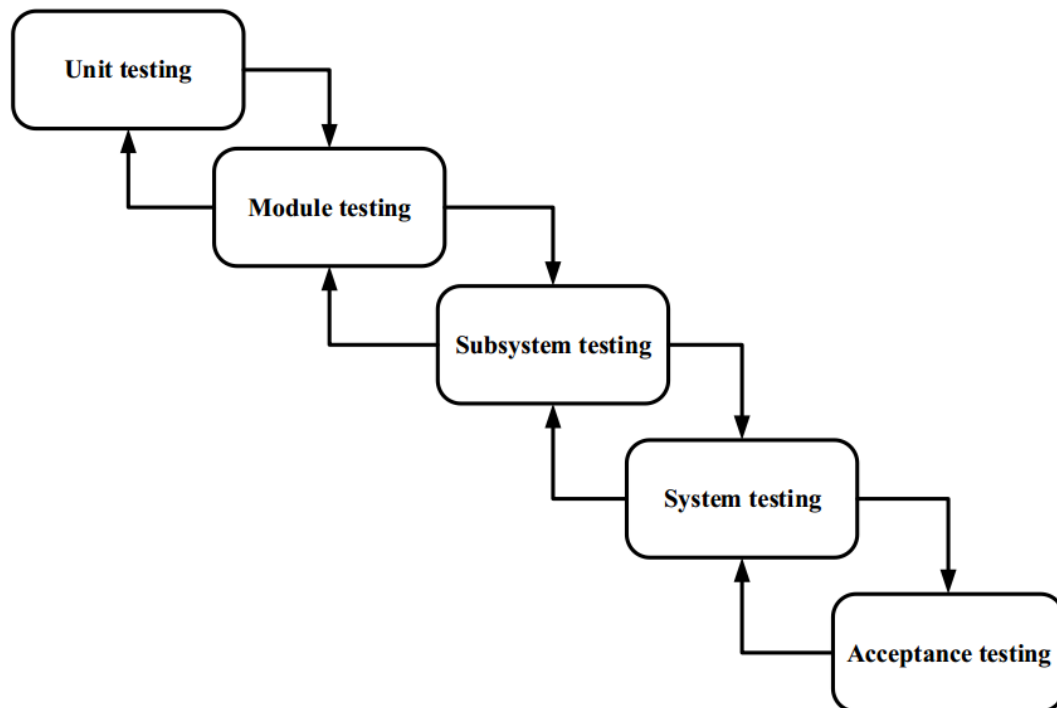 Unit testing
Module testing
Subsystem testing
System testing
Acceptance testing